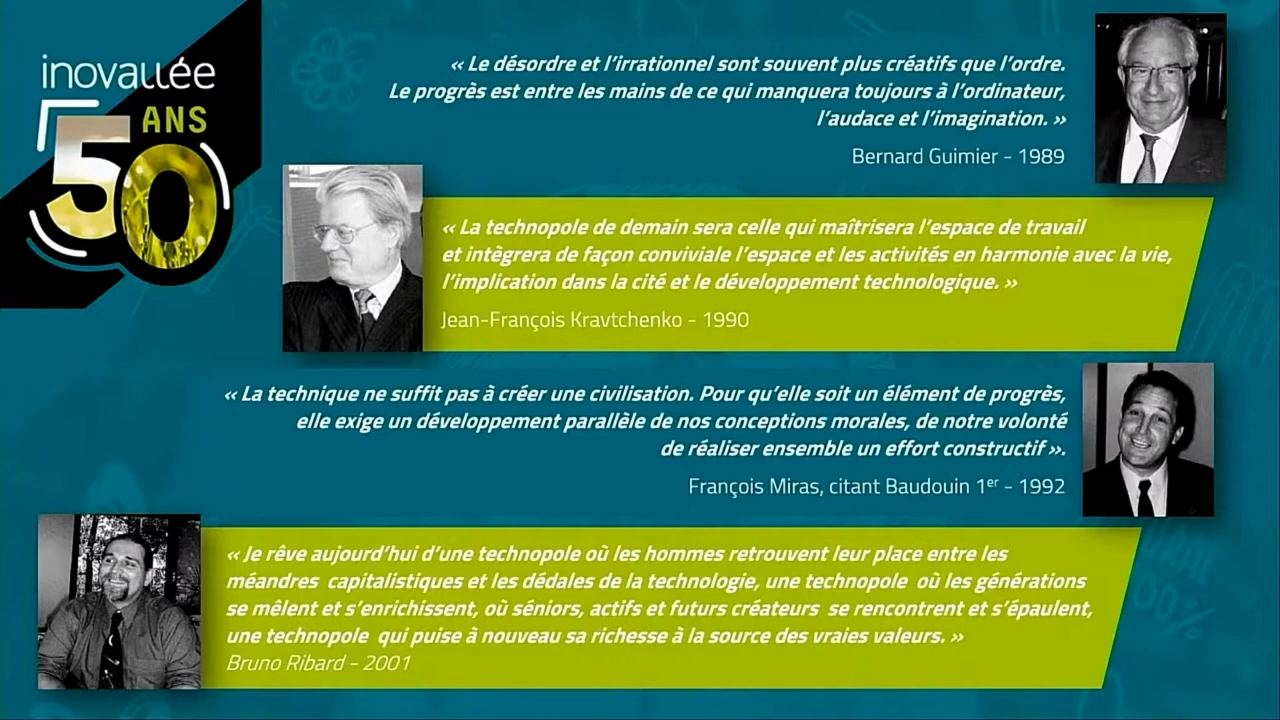 inovallée
50 ANS
« Le désordre et l'irrationnel sont souvent plus créatifs que l'ordre.
Le progrès est entre les mains de ce qui manquera toujours à l'ordinateur,
l'audace et l'imagination. »
Bernard Guimier - 1989
« La technopole de demain sera celle qui maîtrisera l'espace de travail
et intègrera de façon conviviale l'espace et les activités en harmonie avec la vie,
l'implication dans la cité et le développement technologique. »
Jean-François Kravtchenko - 1990
« La technique ne suffit pas à créer une civilisation. Pour qu'elle soit un élément de progrès,
elle exige un développement parallèle de nos conceptions morales, de notre volonté
de réaliser ensemble un effort constructif ».
François Miras, citant Baudouin 1er - 1992
« Je rêve aujourd'hui d'une technopole où les hommes retrouvent leur place entre les
méandres capitalistiques et les dédales de la technologie, une technopole où les générations
se mêlent et s'enrichissent, où séniors, actifs et futurs créateurs se rencontrent et s'épaulent,
une technopole qui puise à nouveau sa richesse à la source des vraies valeurs. »
Bruno Ribard - 2001
100%